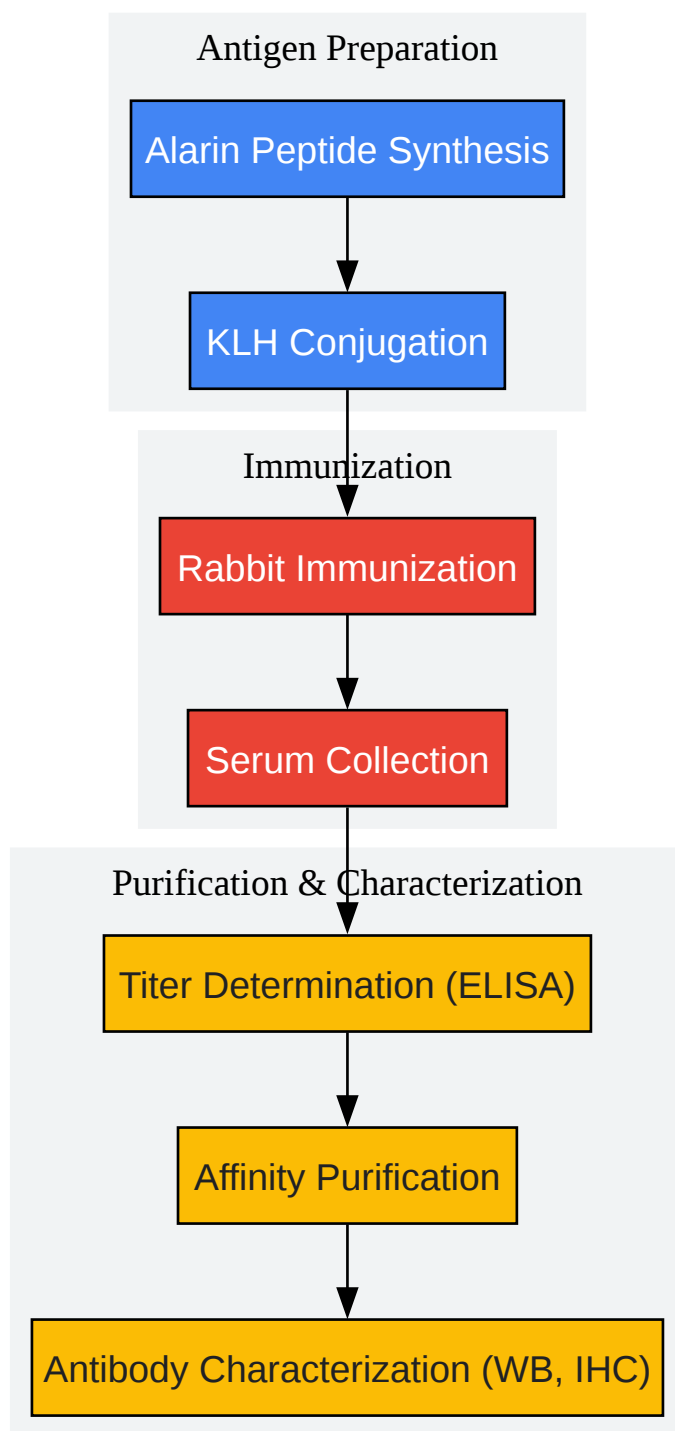 Antigen Preparation
Alarin Peptide Synthesis
KLH Conjugation
Immunization
Rabbit Immunization
Serum Collection
Purification & Characterization
Titer Determination (ELISA)
Affinity Purification
Antibody Characterization (WB, IHC)